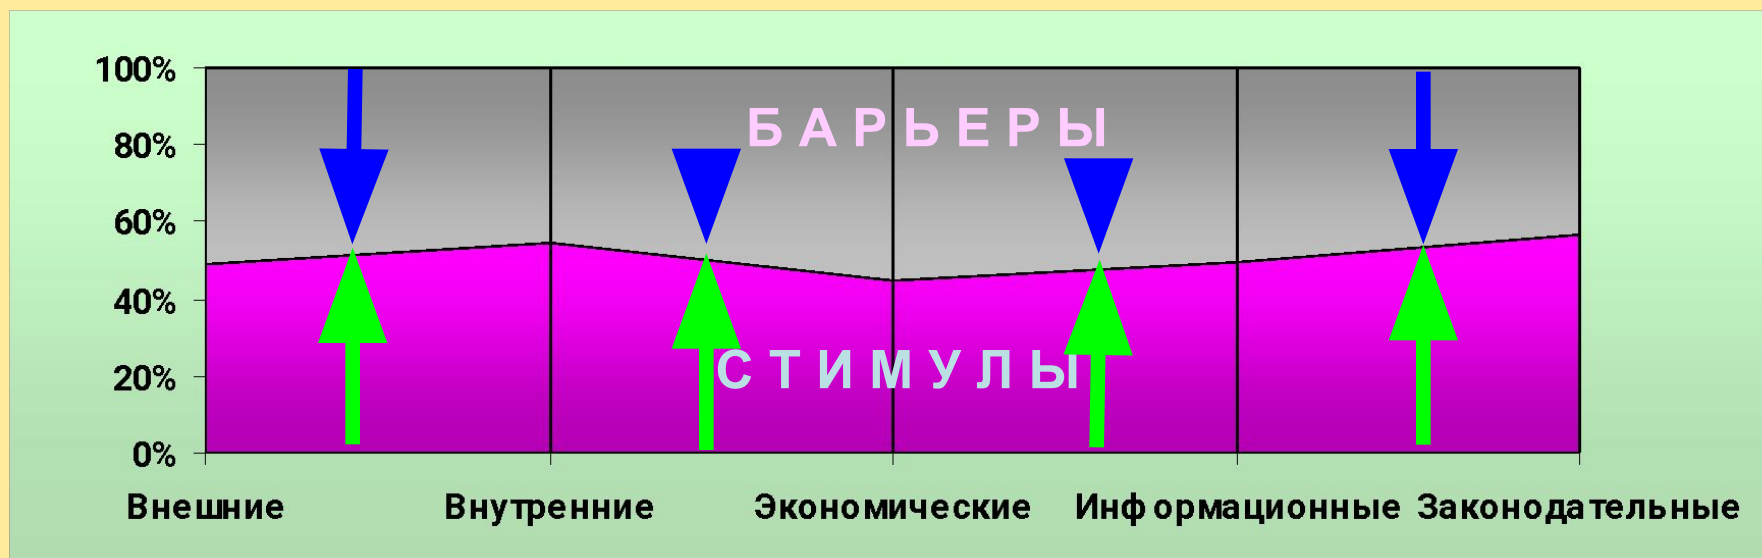 100%
80%
60%
40%
20%
0%
БАРЬЕРЫ
СТИМУЛЫ
Внешние Внутренние Экономические Информационные Законодательные